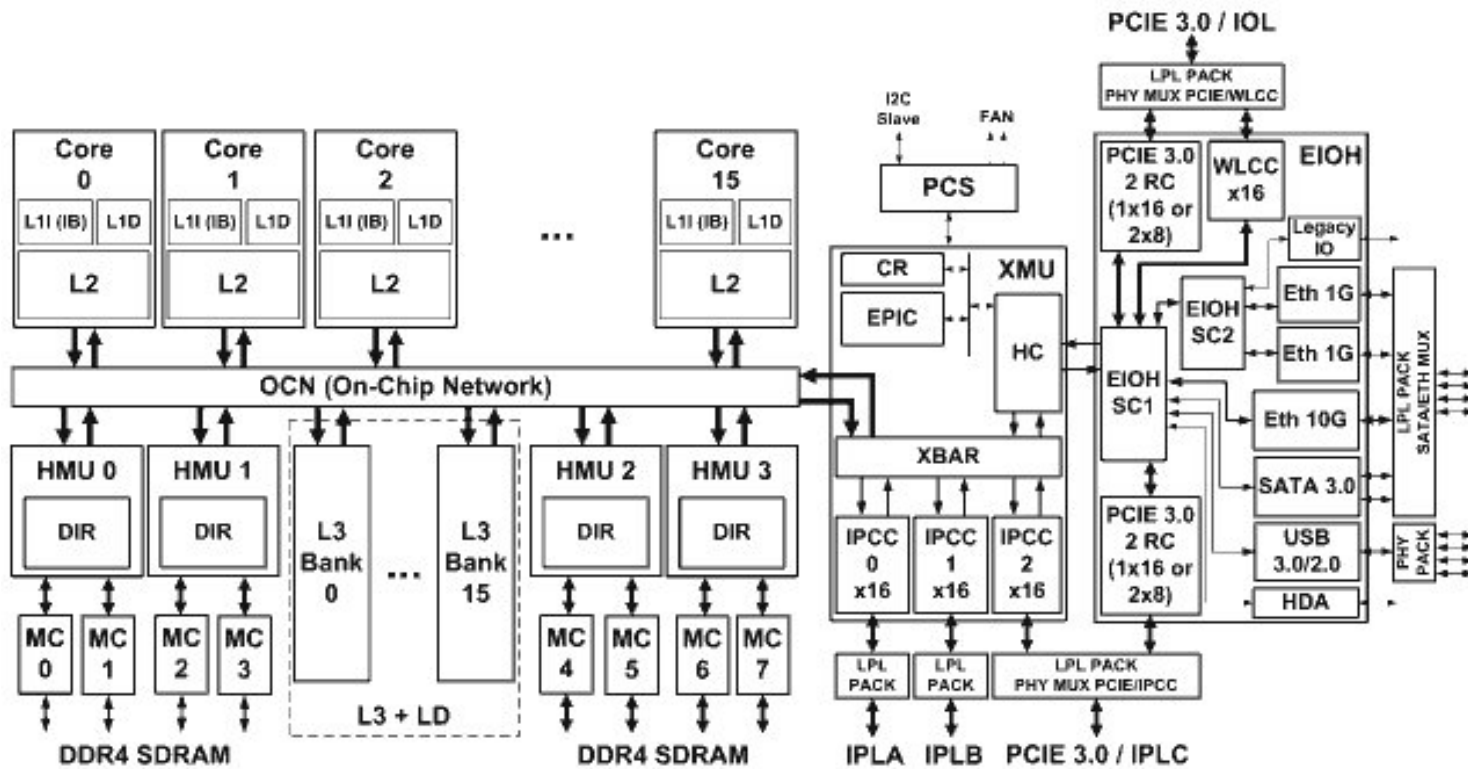 PCIE 3.0 / IOL
LPL PACK
PHY MUX PCIE/WLCC
I2C
Slave
FAN
PCS
Core
0
L1I (IB)
L1D
L2
Core
1
L1I (IB)
L1D
L2
Core
2
L1I (IB)
L1D
L2
...
Core
15
L1I (IB)
L1D
L2
OCN (On-Chip Network)
HMU 0
DIR
HMU 1
DIR
L3
Bank
0
...
L3
Bank
15
L3 + LD
HMU 2
DIR
HMU 3
DIR
MC
0
MC
1
MC
2
MC
3
MC
4
MC
5
MC
6
MC
7
DDR4 SDRAM
DDR4 SDRAM
XMU
CR
EPIC
HC
XBAR
IPCC
0
x16
IPCC
1
x16
IPCC
2
x16
LPL
PACK
LPL
PACK
LPL PACK
PHY MUX PCIE/IPCC
IPLA
IPLB
PCIE 3.0 / IPLC
EIOH
PCIE 3.0
2 RC
(1x16 or
2x8)
WLCC
x16
Legacy
IO
EIOH
SC2
Eth 1G
Eth 1G
EIOH
SC1
Eth 10G
SATA 3.0
PCIE 3.0
2 RC
(1x16 or
2x8)
USB
3.0/2.0
HDA
LPL PACK
SATA/ETH MUX
PHY
PACK